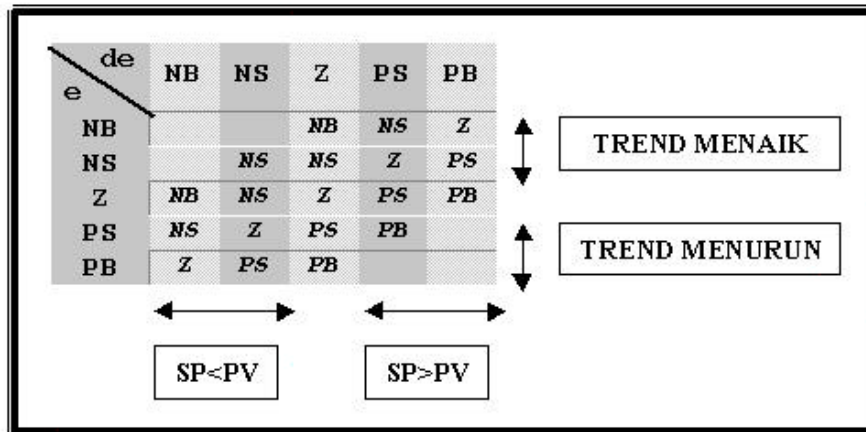 de
e
NB NS Z PS PB
NB NB NS Z
TREND MENAIK
NS NS NS Z PS
Z NB NS Z PS PB
PS NS Z PS PB
TREND MENURUN
PB Z PS PB
SP<PV SP>PV